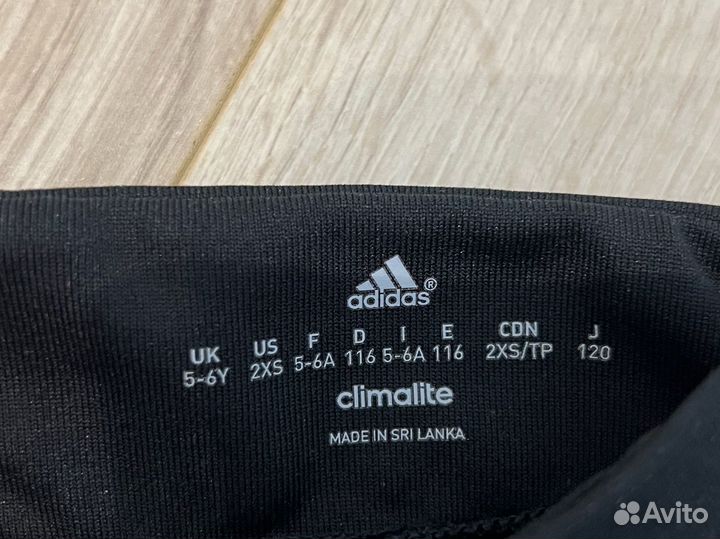 adidas®
UK US F D I E CDN J
5-6Y 2XS 5-6A 116 5-6A 116 2XS/TP 120
climalite
MADE IN SRI LANKA
Avito